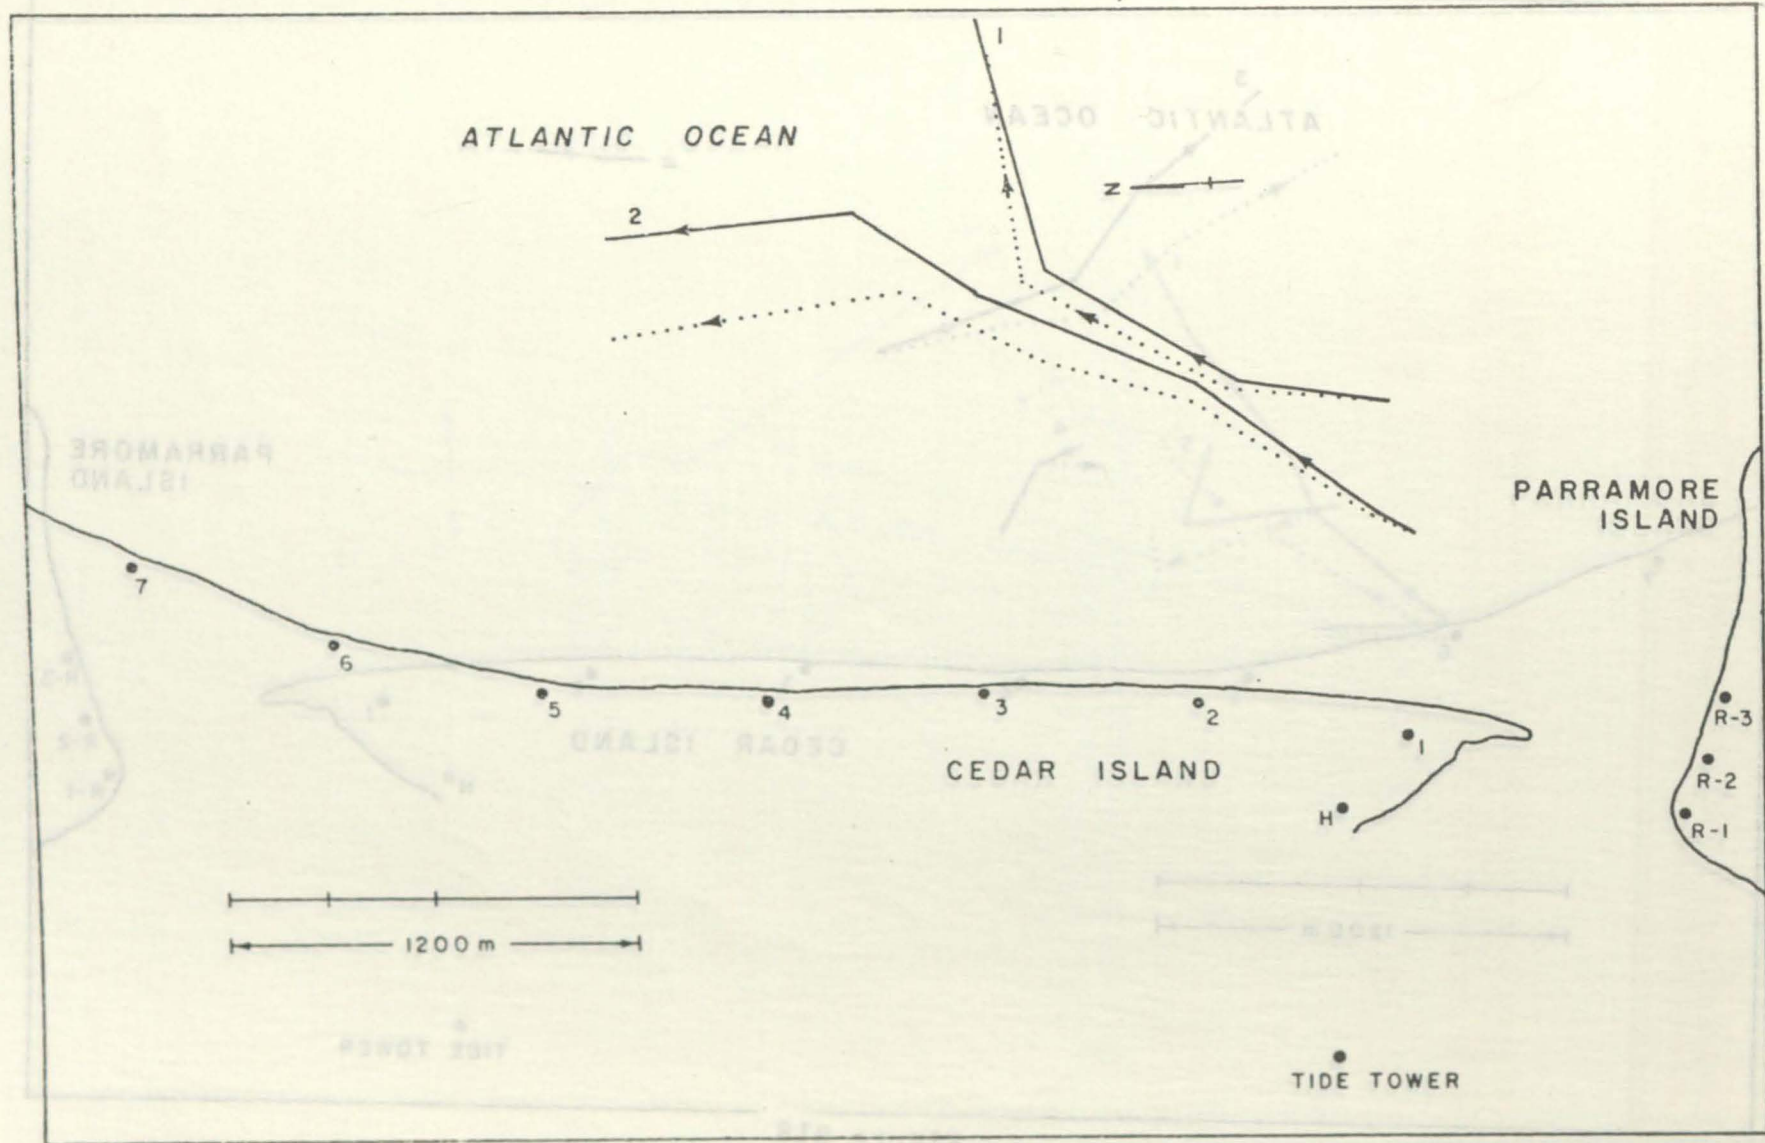 1
ATLANTIC OCEAN
N
2
PARRAMORE
ISLAND
7
6
5
4
3
2
1
CEDAR ISLAND
H
R-3
R-2
R-1
1200 m
TIDE TOWER